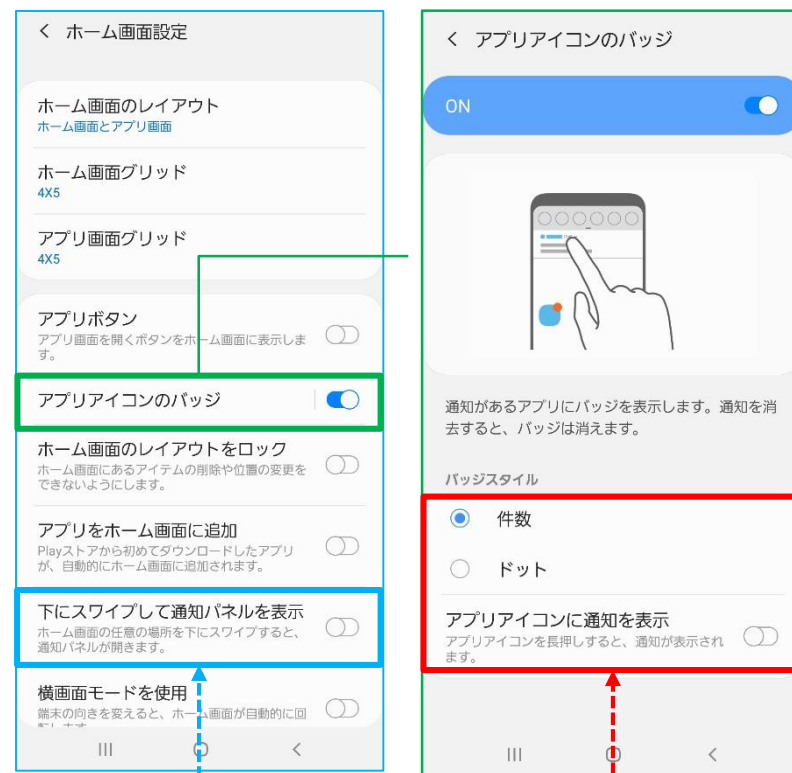 ホーム画面設定
ホーム画面のレイアウト
ホーム画面とアプリ画面
ホーム画面グリッド
4X5
アプリ画面グリッド
4X5
アプリボタン
アプリ画面を開くボタンをホーム画面に表示しま
す。
アプリアイコンのバッジ
ホーム画面のレイアウトをロック
ホーム画面にあるアイテムの削除や位置の変更を
できないようにします。
アプリをホーム画面に追加
Playストアから初めてダウンロードしたアプリ
が、自動的にホーム画面に追加されます。
下にスワイプして通知パネルを表示
ホーム画面の任意の場所を下にスワイプすると、
通知パネルが開きます。
横画面モードを使用
端末の向きを変えると、ホーム画面が自動的に回
アプリアイコンのバッジ
ON
通知があるアプリにバッジを表示します。通知を消
去すると、バッジは消えます。
バッジスタイル
件数
ドット
アプリアイコンに通知を表示
アプリアイコンを長押しすると、通知が表示され
ます。